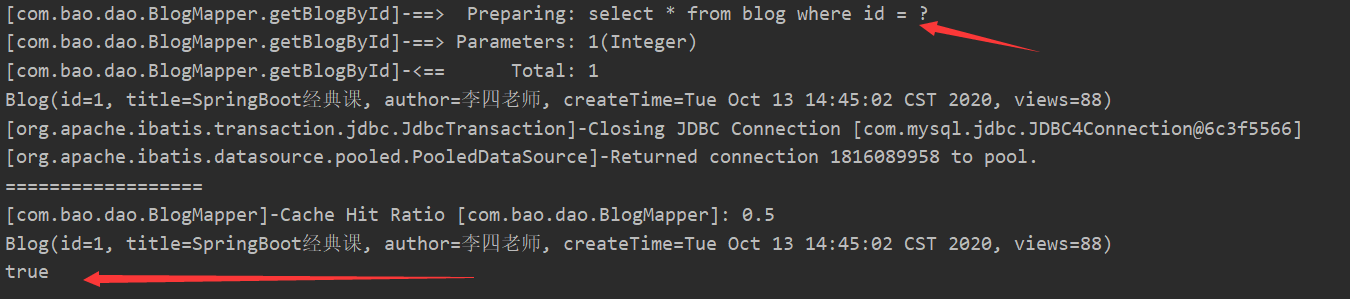 [com.bao.dao.BlogMapper.getBlogById]-==>  Preparing: select * from blog where id = ?
[com.bao.dao.BlogMapper.getBlogById]-==> Parameters: 1(Integer)
[com.bao.dao.BlogMapper.getBlogById]-<==      Total: 1
Blog(id=1, title=SpringBoot经典课, author=李四老师, createTime=Tue Oct 13 14:45:02 CST 2020, views=88)
[org.apache.ibatis.transaction.jdbc.JdbcTransaction]-Closing JDBC Connection [com.mysql.jdbc.JDBC4Connection@6c3f5566]
[org.apache.ibatis.datasource.pooled.PooledDataSource]-Returned connection 1816089958 to pool.
==================
[com.bao.dao.BlogMapper]-Cache Hit Ratio [com.bao.dao.BlogMapper]: 0.5
Blog(id=1, title=SpringBoot经典课, author=李四老师, createTime=Tue Oct 13 14:45:02 CST 2020, views=88)
true